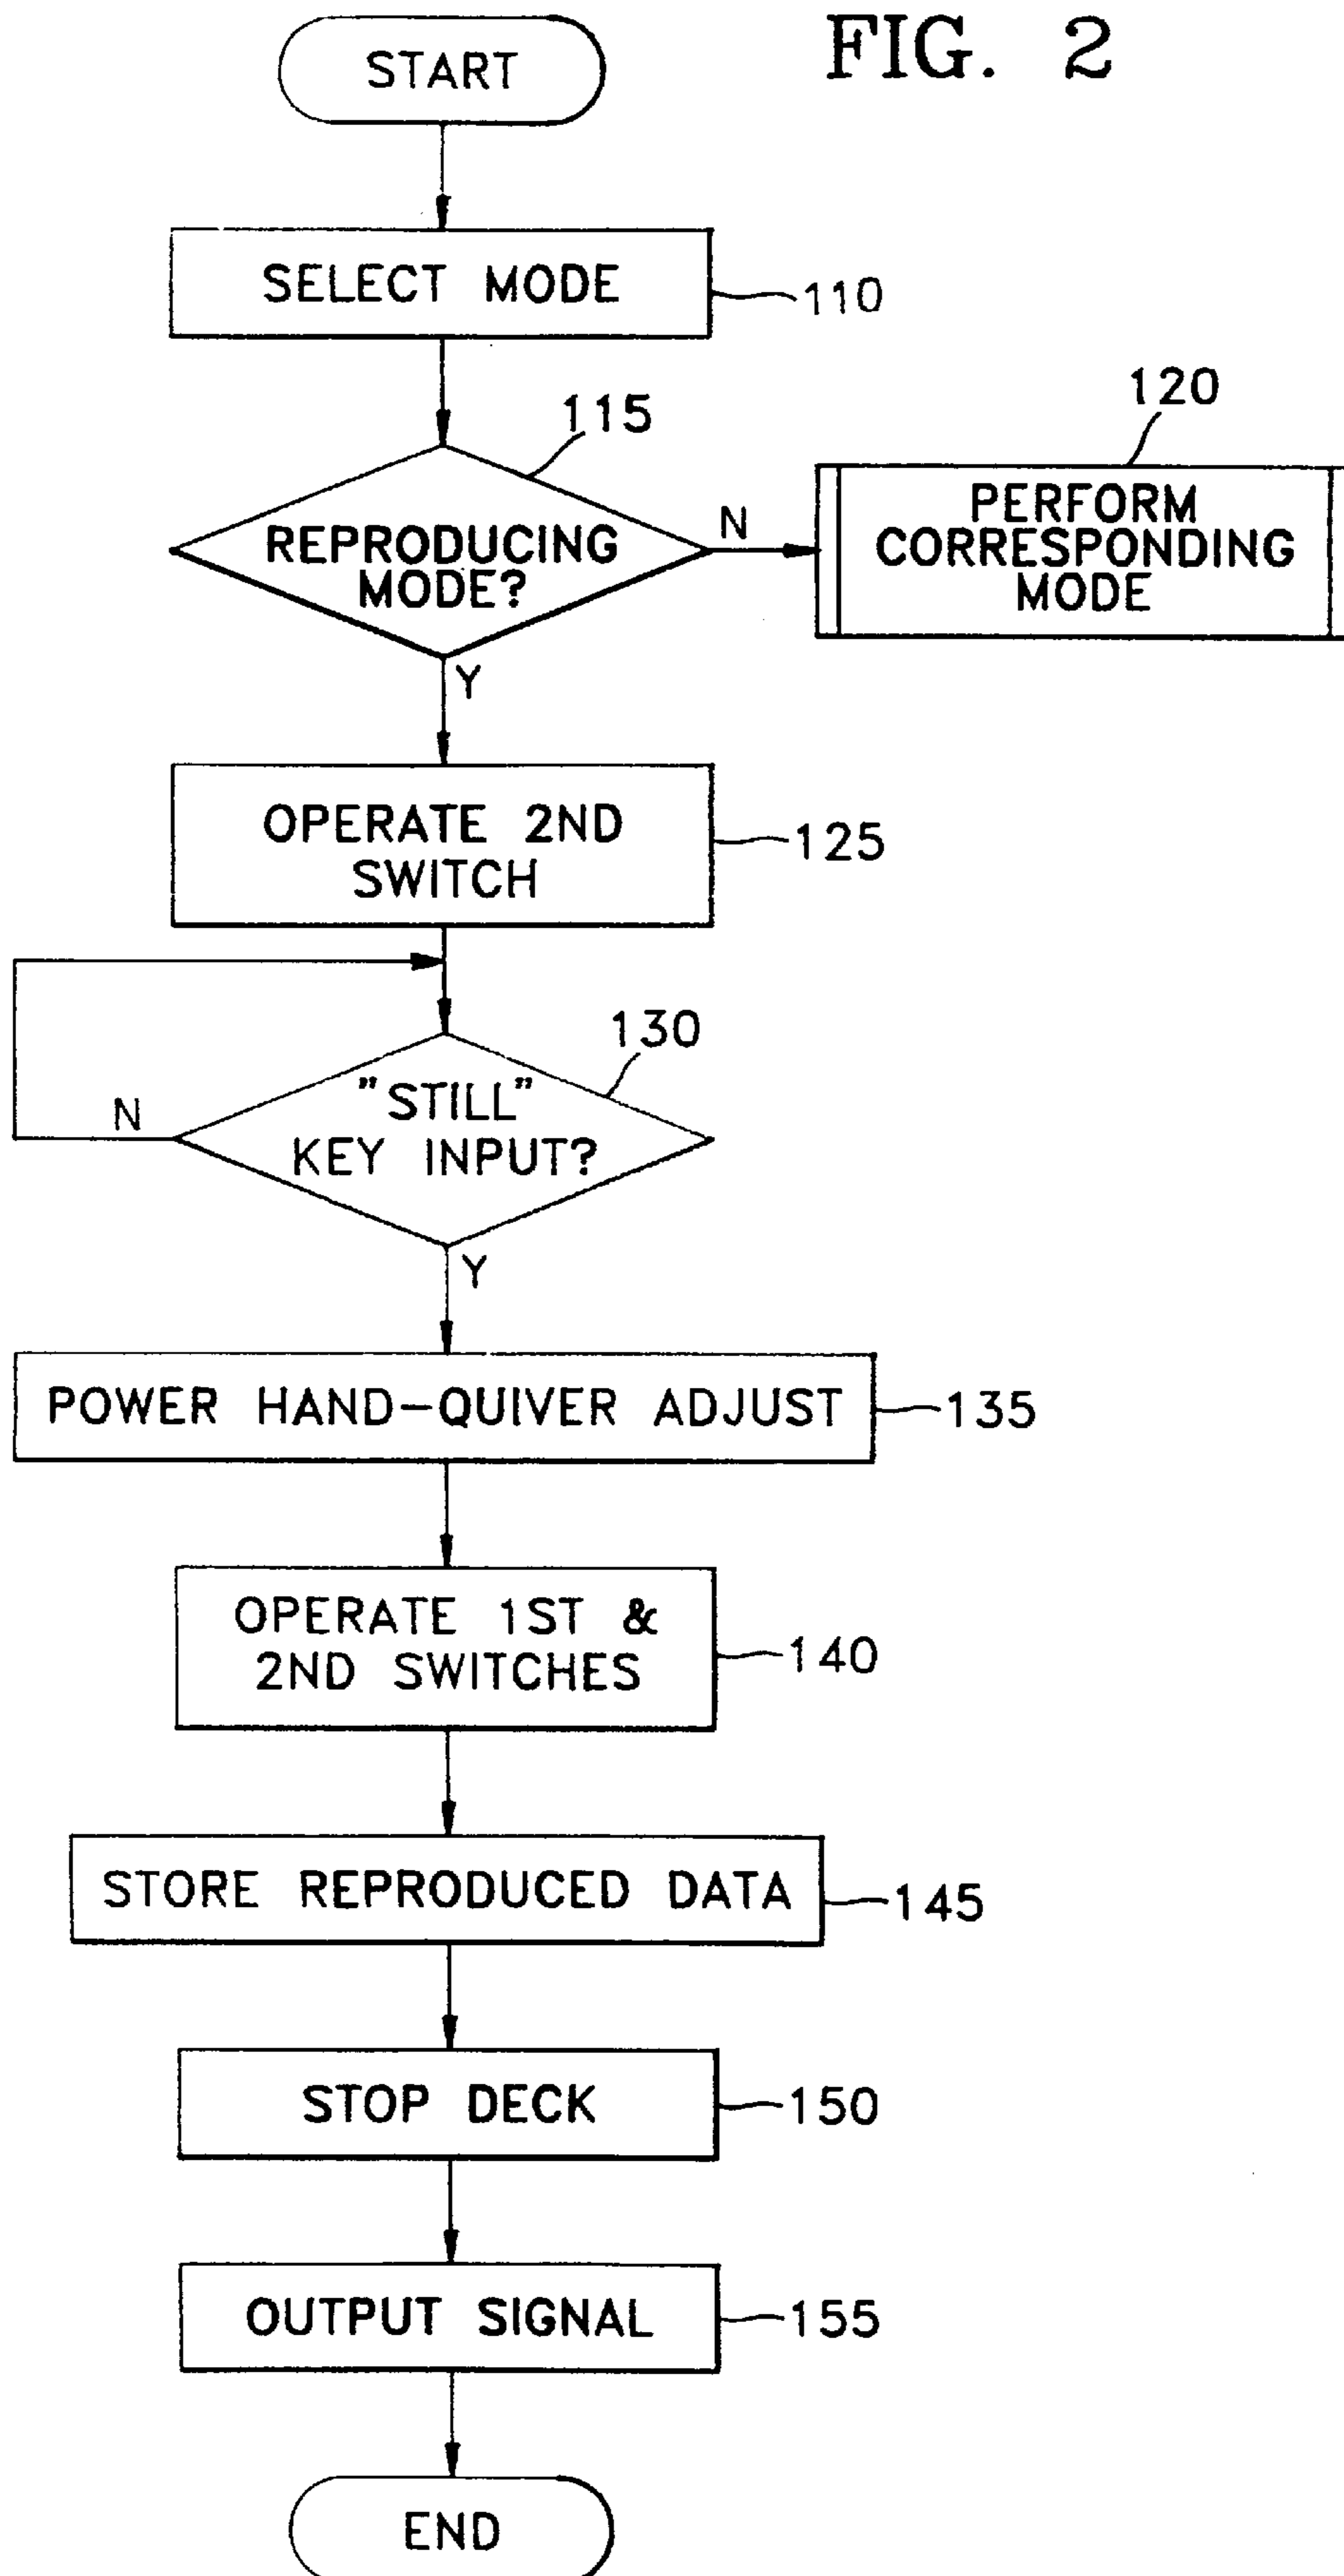 FIG. 2
START
SELECT MODE
110
115
REPRODUCING
MODE?
N
120
PERFORM
CORRESPONDING
MODE
Y
OPERATE 2ND
SWITCH
125
130
"STILL"
KEY INPUT?
N
Y
POWER HAND-QUIVER ADJUST
135
OPERATE 1ST &
2ND SWITCHES
140
STORE REPRODUCED DATA
145
STOP DECK
150
OUTPUT SIGNAL
155
END